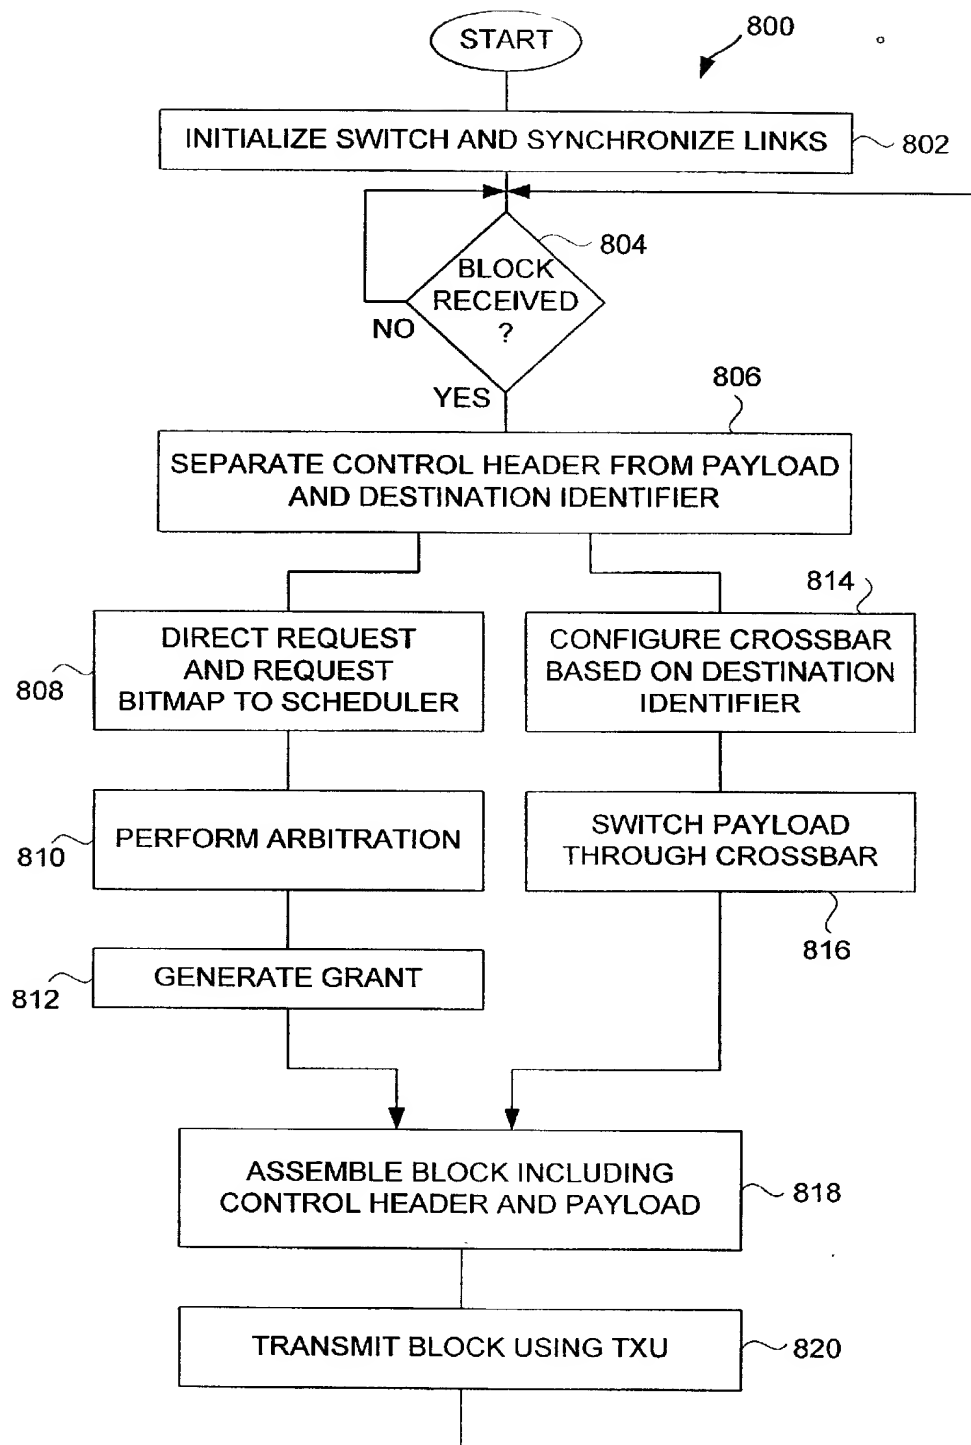 START
800
INITIALIZE SWITCH AND SYNCHRONIZE LINKS
802
804
BLOCK
RECEIVED
?
NO
YES
806
SEPARATE CONTROL HEADER FROM PAYLOAD
AND DESTINATION IDENTIFIER
814
DIRECT REQUEST
AND REQUEST
BITMAP TO SCHEDULER
808
CONFIGURE CROSSBAR
BASED ON DESTINATION
IDENTIFIER
PERFORM ARBITRATION
810
SWITCH PAYLOAD
THROUGH CROSSBAR
816
GENERATE GRANT
812
ASSEMBLE BLOCK INCLUDING
CONTROL HEADER AND PAYLOAD
818
TRANSMIT BLOCK USING TXU
820